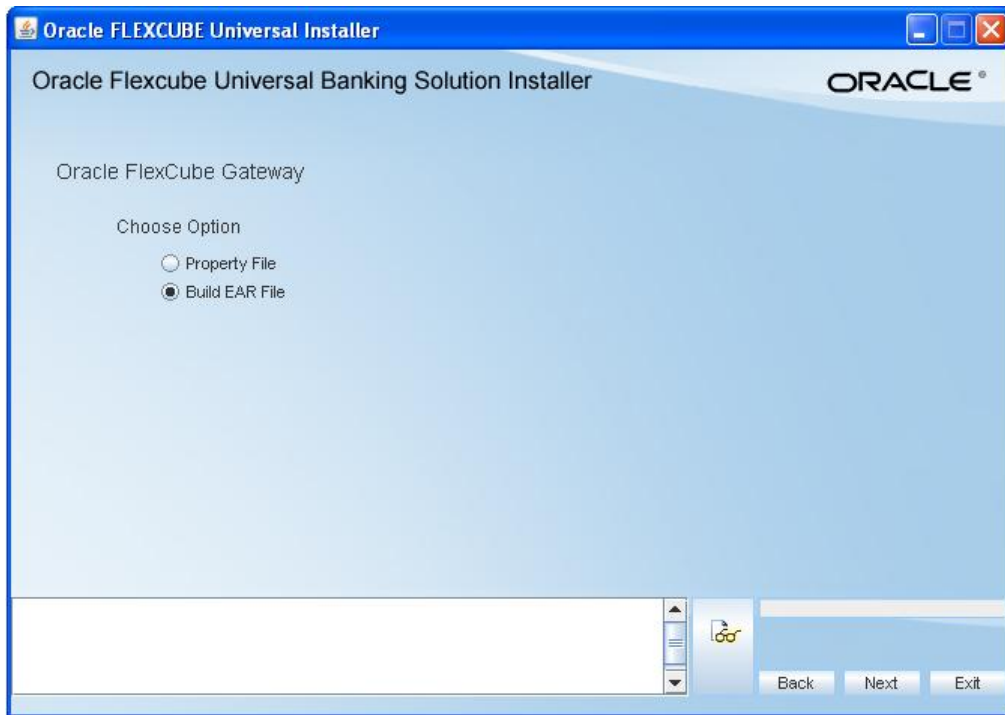 Oracle FLEXCUBE Universal Installer
Oracle Flexcube Universal Banking Solution Installer
ORACLE®
Oracle FlexCube Gateway
Choose Option
Property File
Build EAR File
Back Next Exit